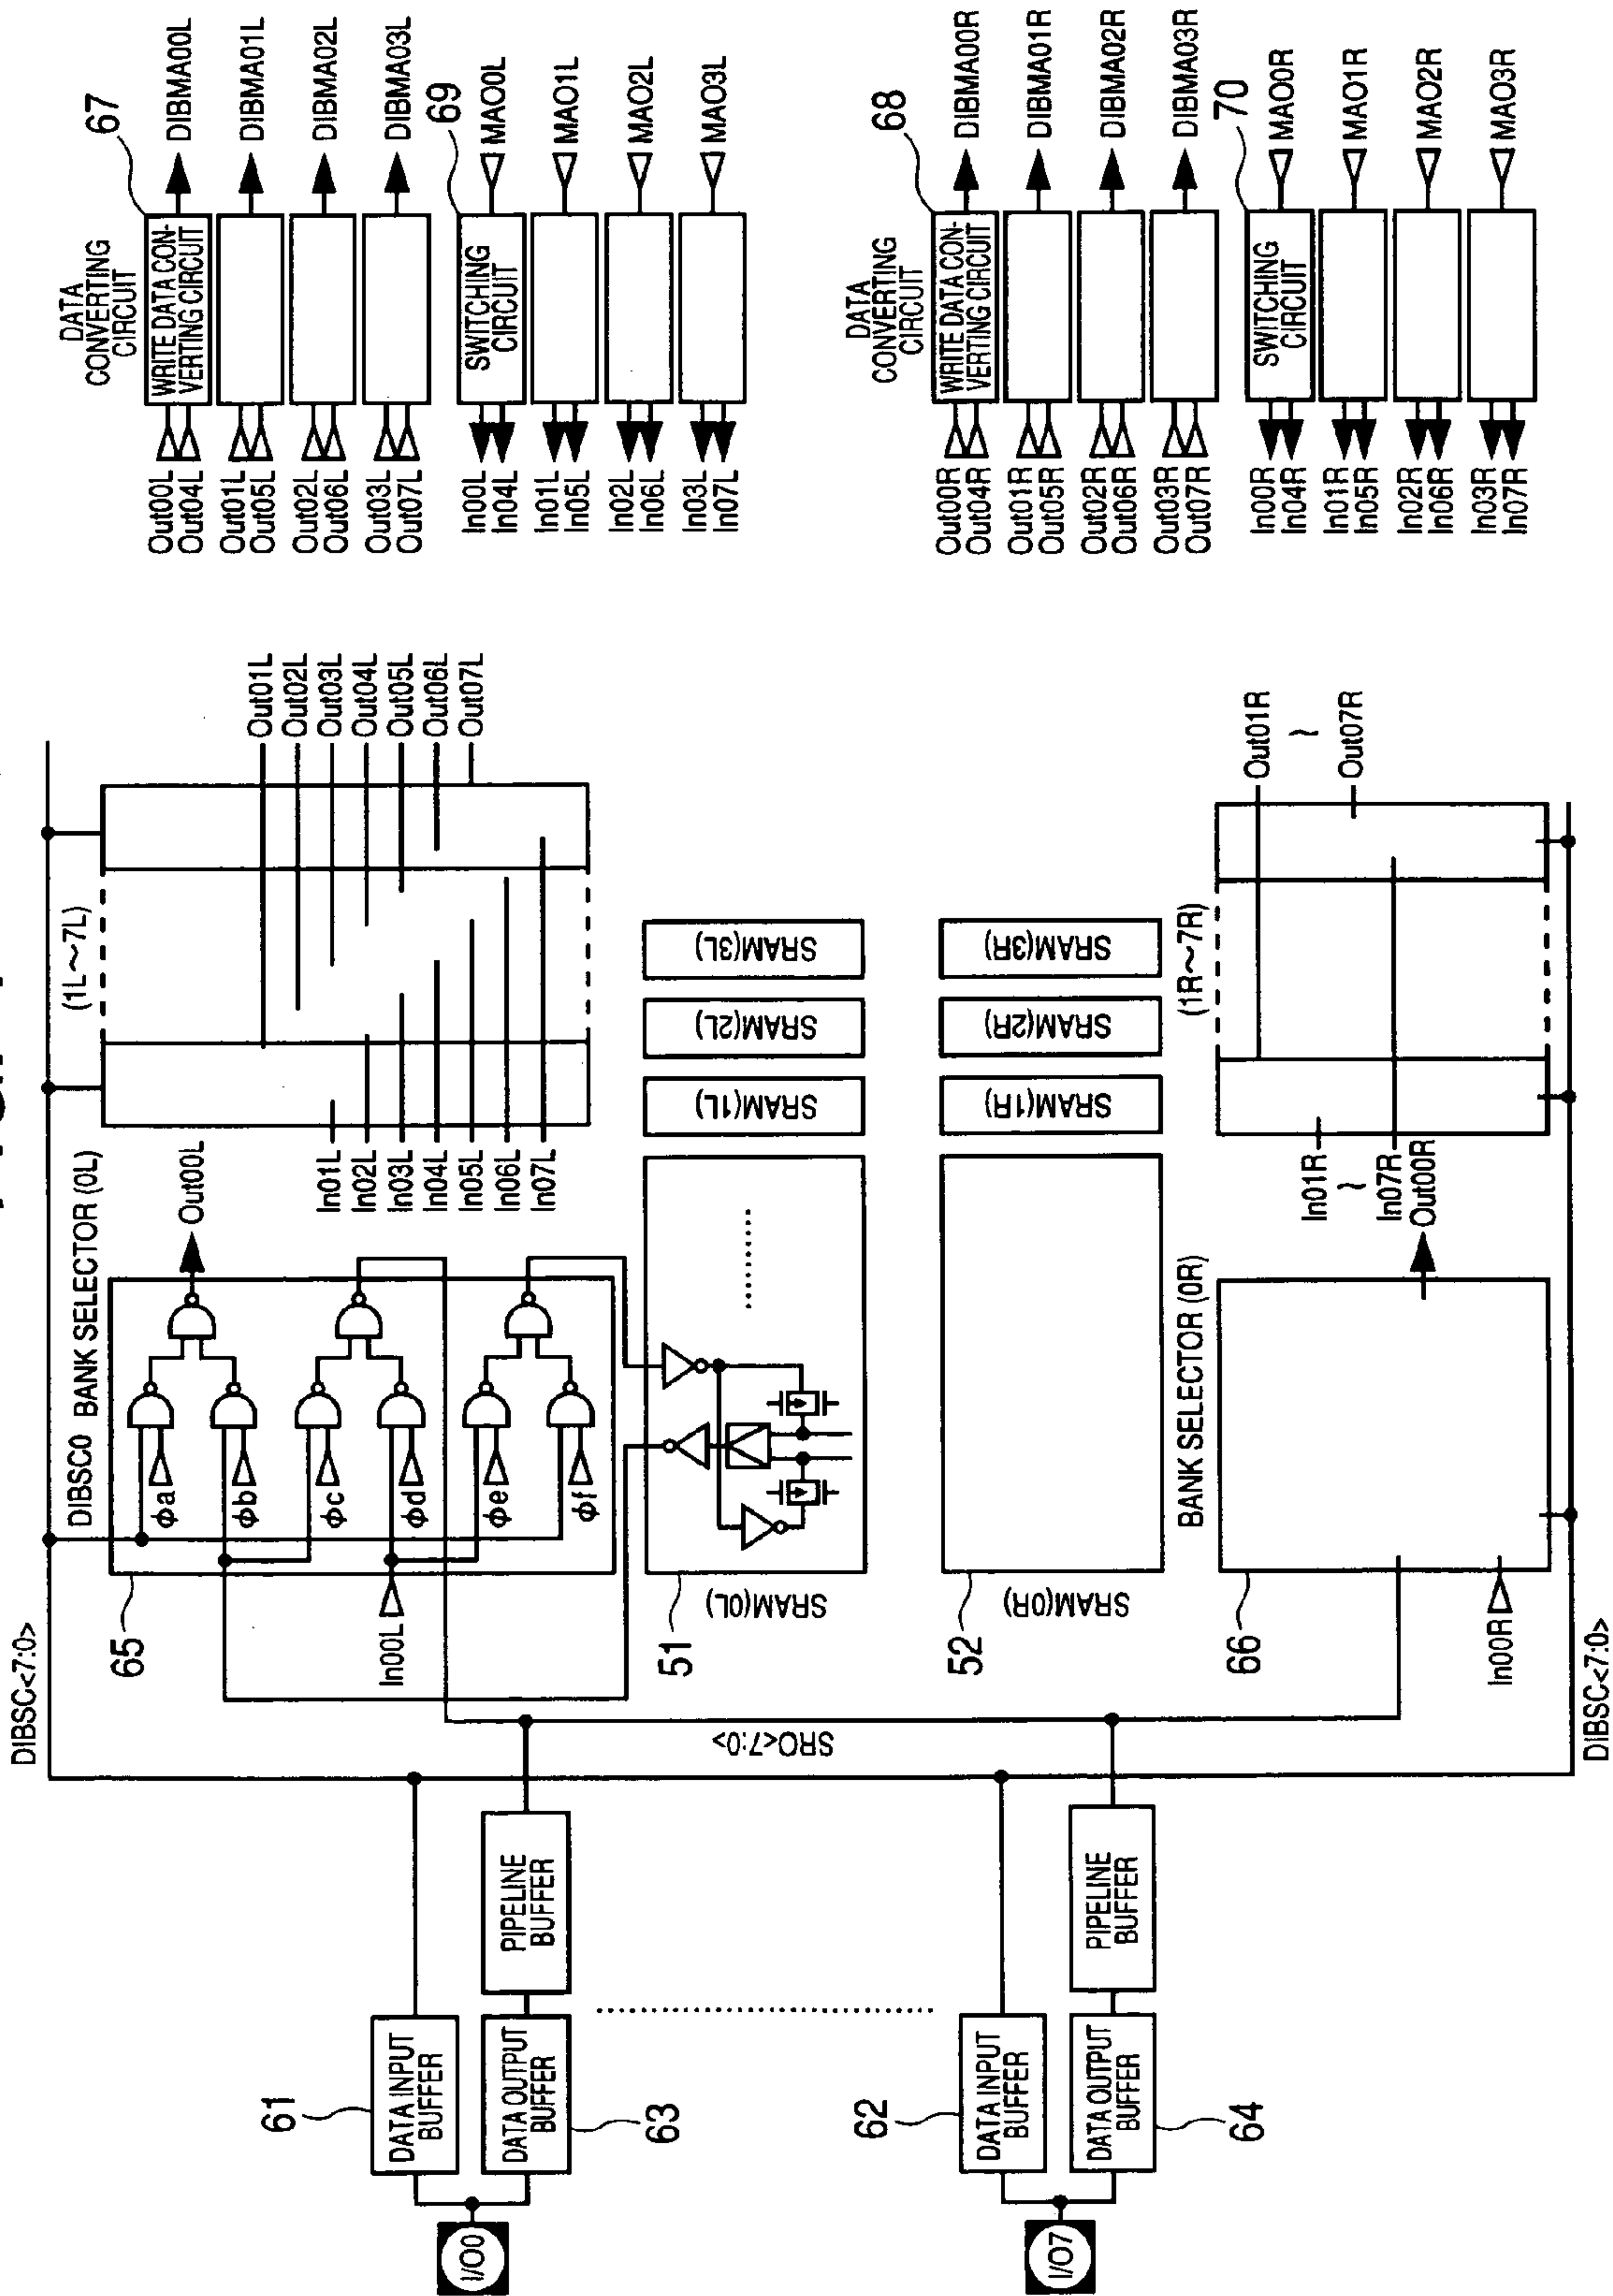 DIBSC<7:0>
DIBSC0 BANK SELECTOR (0L)
65
φa
φb
φc
φd
φe
φf
In00L
Out00L
(1L~7L)
In01L
In02L
In03L
In04L
In05L
In06L
In07L
Out01L
Out02L
Out03L
Out04L
Out05L
Out06L
Out07L
I/O0
61
DATA INPUT
BUFFER
DATA OUTPUT
BUFFER
63
PIPELINE
BUFFER
SRO<7:0>
51
SRAM(0L)
SRAM(1L)
SRAM(2L)
SRAM(3L)
52
SRAM(0R)
SRAM(1R)
SRAM(2R)
SRAM(3R)
I/O7
62
DATA INPUT
BUFFER
DATA OUTPUT
BUFFER
64
PIPELINE
BUFFER
BANK SELECTOR (0R)
66
In00R
Out00R
(1R~7R)
In01R
~
In07R
Out01R
~
Out07R
DIBSC<7:0>
DATA
CONVERTING
CIRCUIT
67
Out00L
Out04L
WRITE DATA CON-
VERTING CIRCUIT
DIBMA00L
Out01L
Out05L
DIBMA01L
Out02L
Out06L
DIBMA02L
Out03L
Out07L
DIBMA03L
69
In00L
In04L
SWITCHING
CIRCUIT
MAO0L
In01L
In05L
MAO1L
In02L
In06L
MAO2L
In03L
In07L
MAO3L
DATA
CONVERTING
CIRCUIT
68
Out00R
Out04R
WRITE DATA CON-
VERTING CIRCUIT
DIBMA00R
Out01R
Out05R
DIBMA01R
Out02R
Out06R
DIBMA02R
Out03R
Out07R
DIBMA03R
70
In00R
In04R
SWITCHING
CIRCUIT
MAO0R
In01R
In05R
MAO1R
In02R
In06R
MAO2R
In03R
In07R
MAO3R